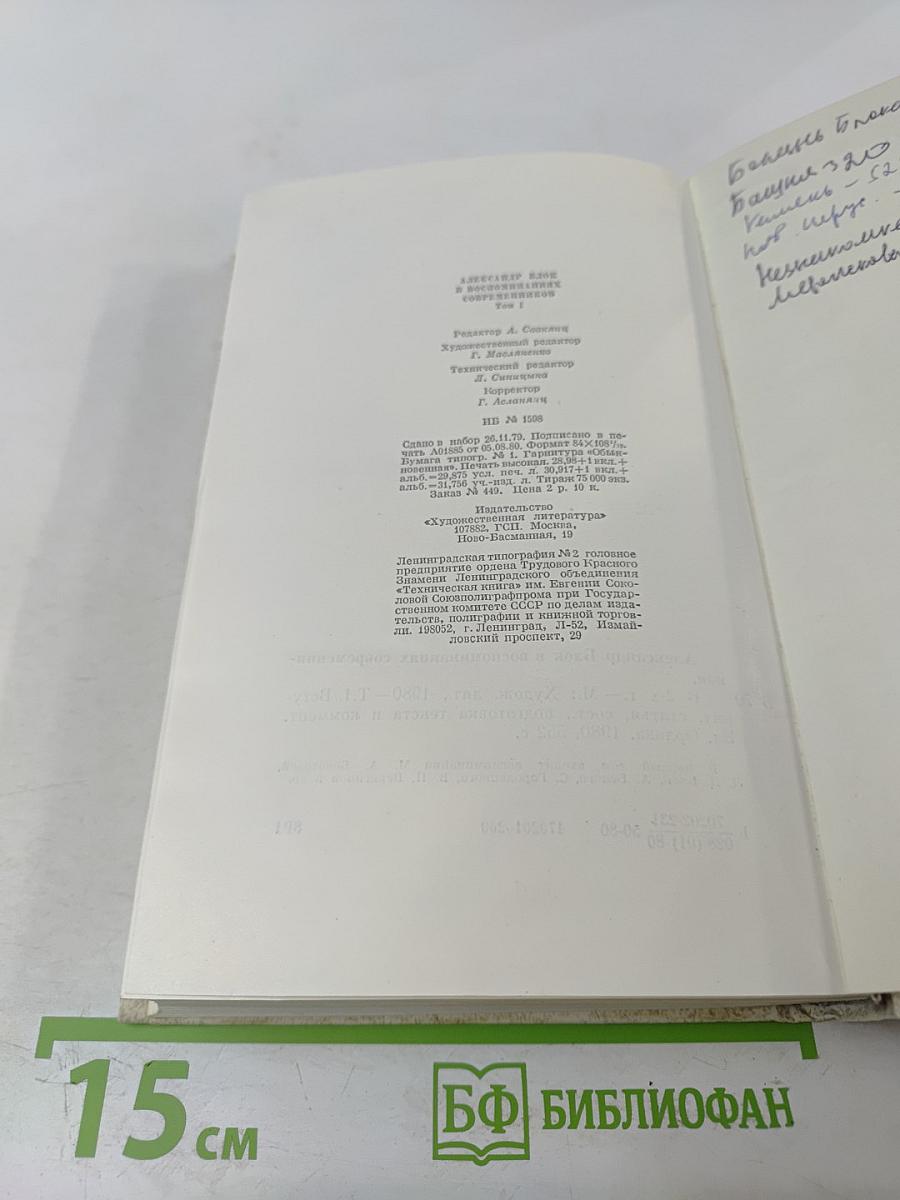 АЛЕКСАНДР БЛОК
В ВОСПОМИНАНИЯХ
СОВРЕМЕННИКОВ
Том I
Редактор А. Саакянц
Художественный редактор
Г. Масляненко
Технический редактор
Л. Синицына
Корректор
Г. Асланянц
ИБ № 1598
Сдано в набор 26.11.79. Подписано в пе-
чать А01885 от 05.08.80. Формат 84×108¹/₃₂.
Бумага типогр. № 1. Гарнитура «Обык-
новенная». Печать высокая. 28,98+1 вкл.+
альб.=29,875 усл. печ. л. 30,917+1 вкл.+
альб.=31,756 уч.-изд. л. Тираж 75 000 экз.
Заказ № 449. Цена 2 р. 10 к.
Издательство
«Художественная литература»
107882, ГСП. Москва,
Ново-Басманная, 19
Ленинградская типография № 2 головное
предприятие ордена Трудового Красного
Знамени Ленинградского объединения
«Техническая книга» им. Евгении Соко-
ловой Союзполиграфпрома при Государ-
ственном комитете СССР по делам изда-
тельств, полиграфии и книжной торгов-
ли. 198052, г. Ленинград, Л-52, Измай-
ловский проспект, 29
Башня 320
15 см
БФ БИБЛИОФАН